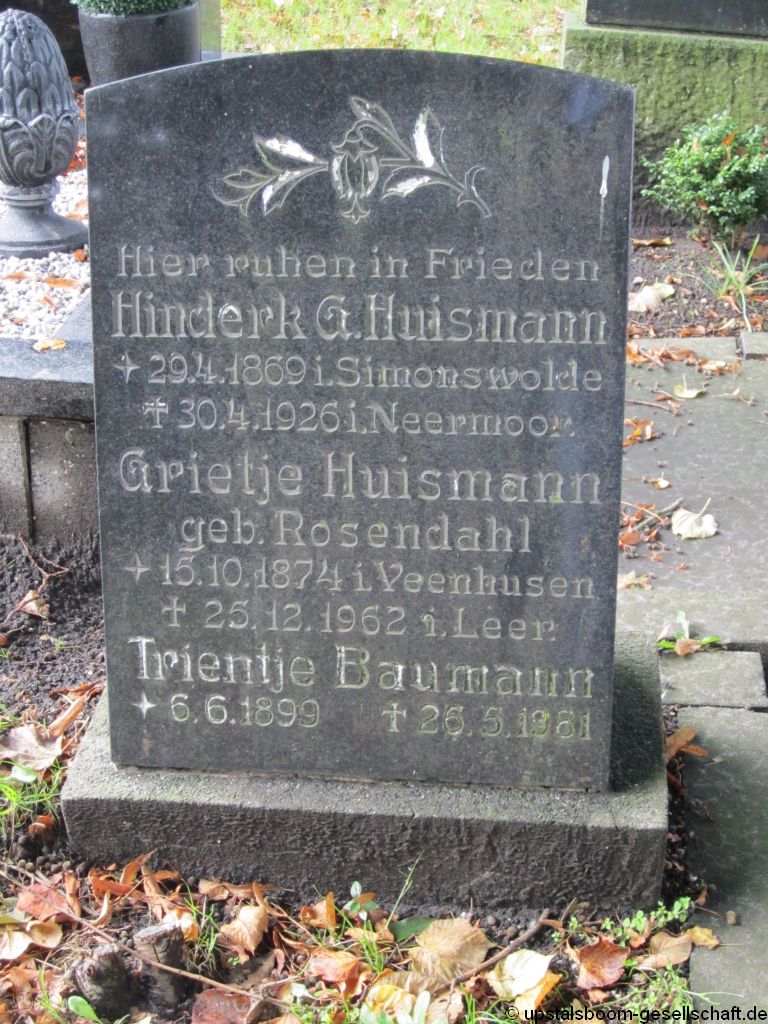 Hier ruhen in Frieden
Hinderk G. Huismann
29.4.1869 i. Simonswolde
✝ 30.4.1926 i. Neermoor.
Grietje Huismann
geb. Rosendahl
15.10.1874 i. Veenhusen
✝ 25.12.1962 i. Leer.
Trientje Baumann
6.6.1899 ✝ 26.5.1981
© upstalsboom-gesellschaft.de